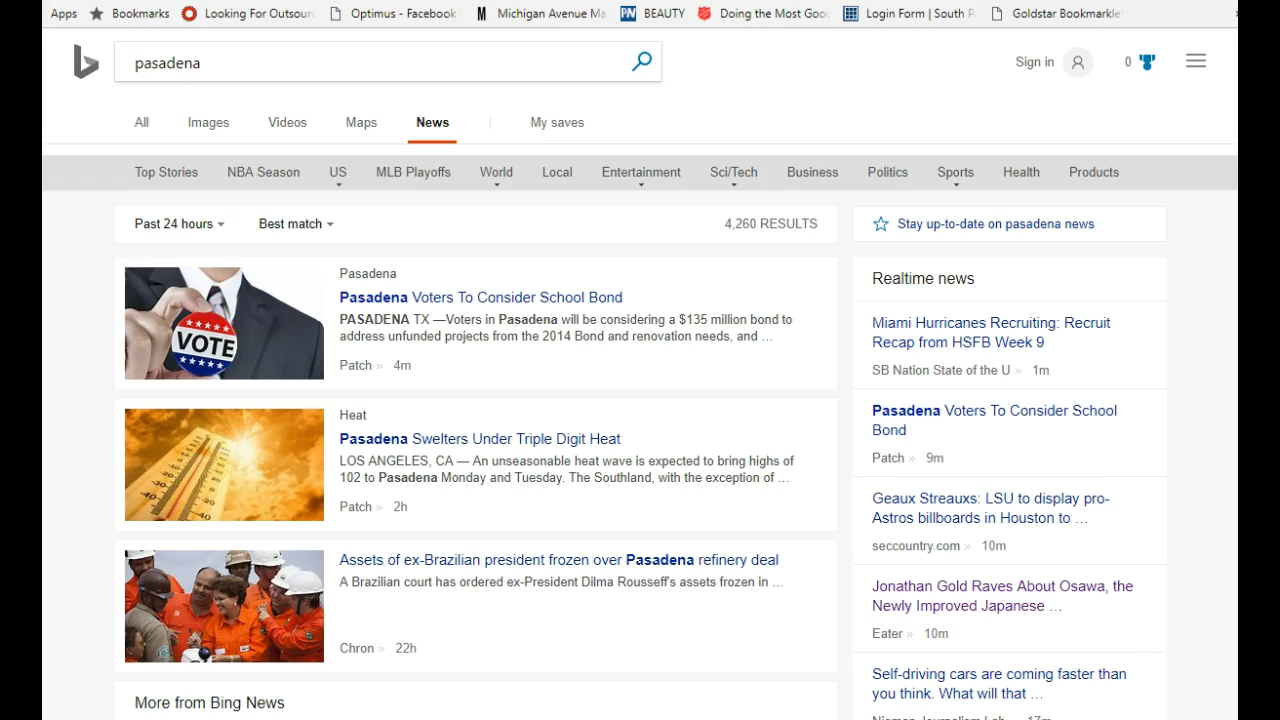 Apps Bookmarks Looking For Outsour Optimus - Facebook Michigan Avenue Ma BEAUTY Doing the Most Goo Login Form | South P Goldstar Bookmarkle
pasadena
Sign in 0
All Images Videos Maps News | My saves
Top Stories NBA Season US MLB Playoffs World Local Entertainment Sci/Tech Business Politics Sports Health Products
Past 24 hours Best match 4,260 RESULTS
Stay up-to-date on pasadena news
VOTE
Pasadena
Pasadena Voters To Consider School Bond
PASADENA TX —Voters in Pasadena will be considering a $135 million bond to
address unfunded projects from the 2014 Bond and renovation needs, and ...
Patch » 4m
Heat
Pasadena Swelters Under Triple Digit Heat
LOS ANGELES, CA — An unseasonable heat wave is expected to bring highs of
102 to Pasadena Monday and Tuesday. The Southland, with the exception of ...
Patch » 2h
Assets of ex-Brazilian president frozen over Pasadena refinery deal
A Brazilian court has ordered ex-President Dilma Rousseff's assets frozen in ...
Chron » 22h
More from Bing News
Realtime news
Miami Hurricanes Recruiting: Recruit
Recap from HSFB Week 9
SB Nation State of the U » 1m
Pasadena Voters To Consider School
Bond
Patch » 9m
Geaux Streauxs: LSU to display pro-
Astros billboards in Houston to ...
seccountry.com » 10m
Jonathan Gold Raves About Osawa, the
Newly Improved Japanese ...
Eater » 10m
Self-driving cars are coming faster than
you think. What will that ...